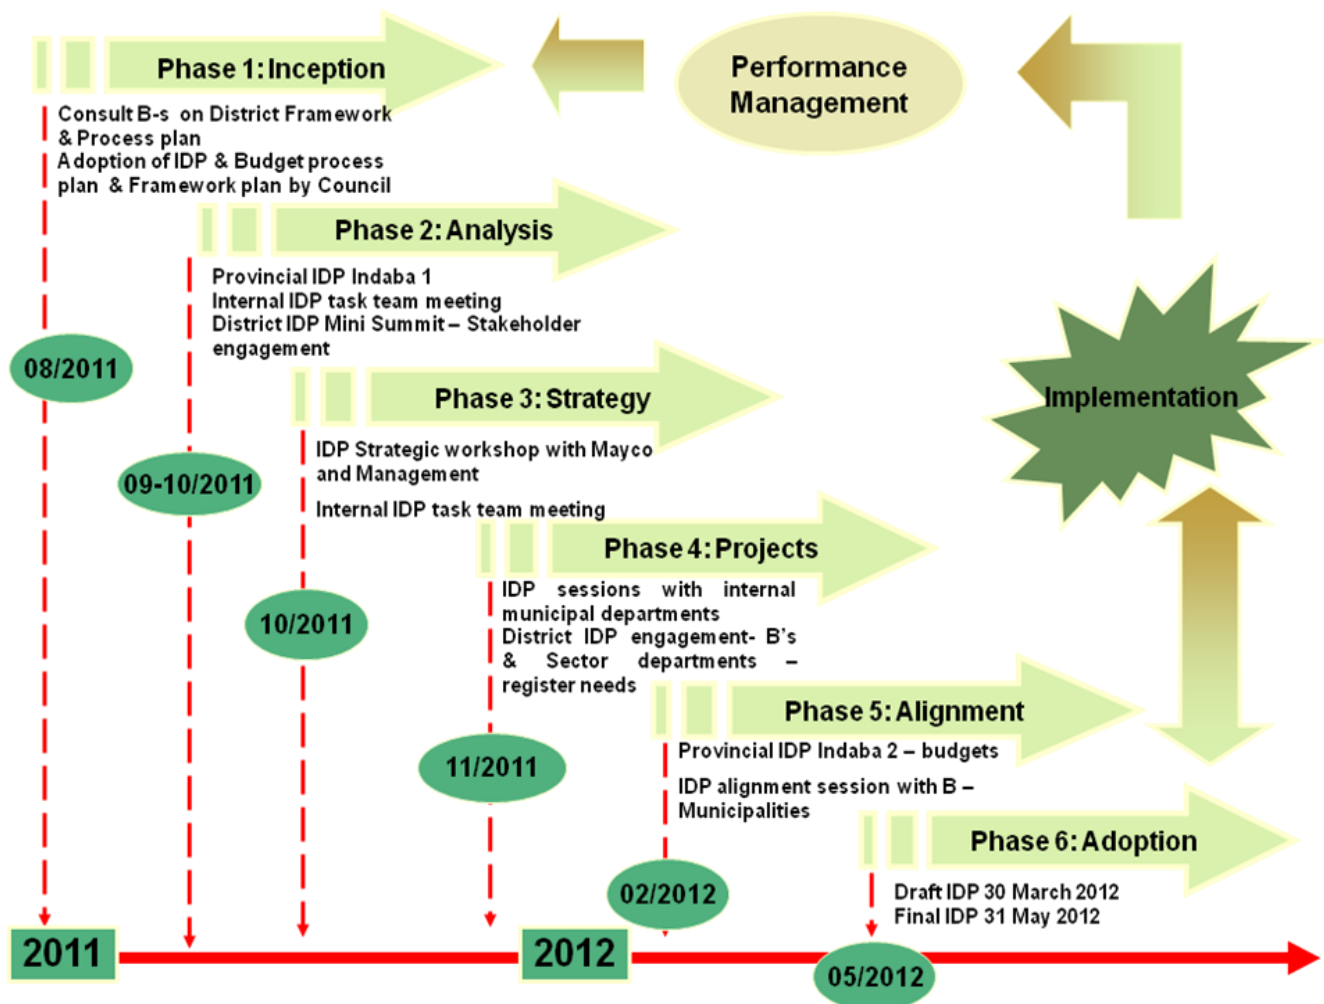 Phase 1: Inception
Performance
Management
Consult B-s on District Framework
& Process plan
Adoption of IDP & Budget process
plan & Framework plan by Council
Phase 2: Analysis
Provincial IDP Indaba 1
Internal IDP task team meeting
District IDP Mini Summit – Stakeholder
engagement
08/2011
Phase 3: Strategy
Implementation
IDP Strategic workshop with Mayco
and Management
Internal IDP task team meeting
09-10/2011
Phase 4: Projects
IDP sessions with internal
municipal departments
District IDP engagement- B's
& Sector departments –
register needs
10/2011
Phase 5: Alignment
Provincial IDP Indaba 2 – budgets
IDP alignment session with B –
Municipalities
11/2011
Phase 6: Adoption
Draft IDP 30 March 2012
Final IDP 31 May 2012
02/2012
2011
2012
05/2012